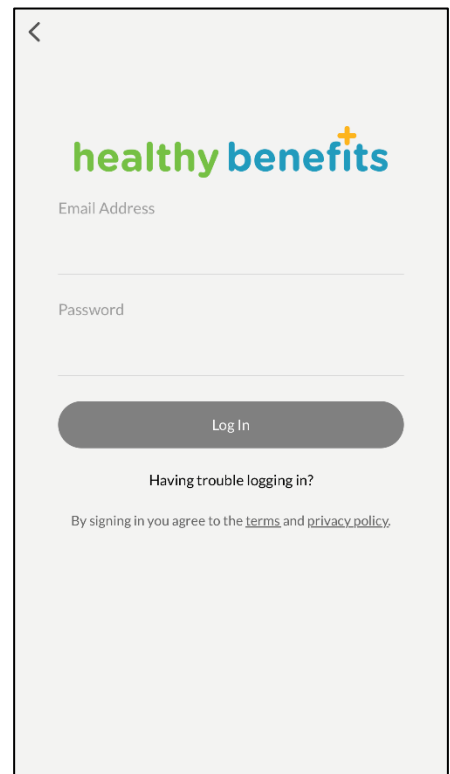 healthy benefits
Email Address
Password
Log In
Having trouble logging in?
By signing in you agree to the terms and privacy policy.